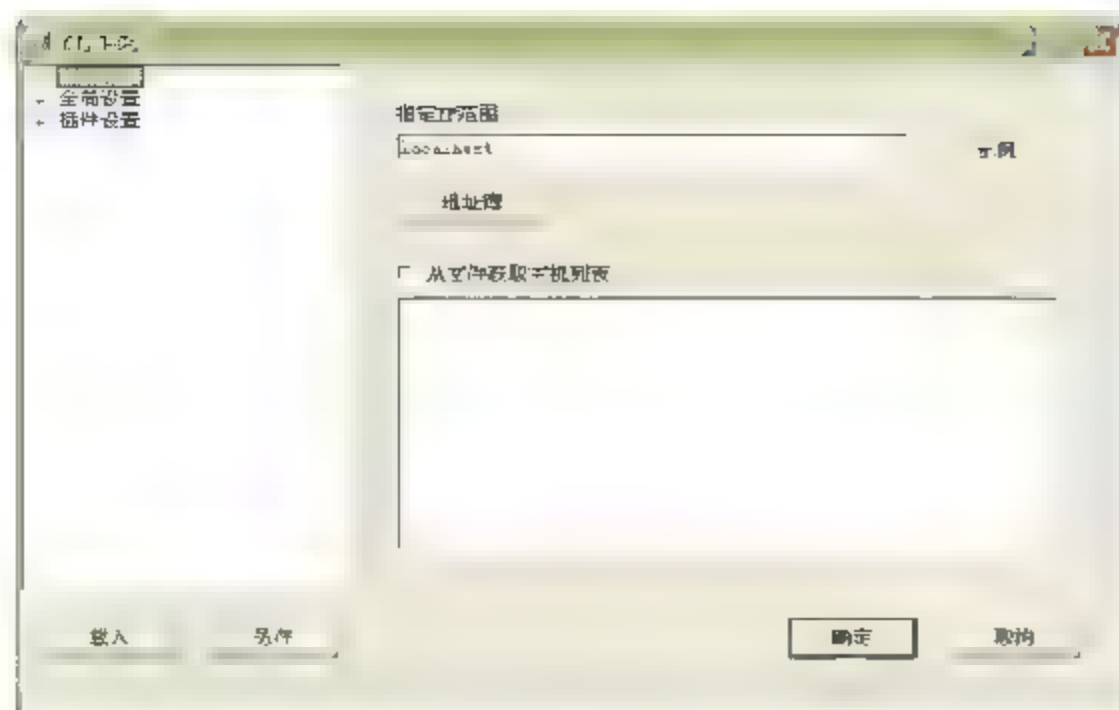 全局设置
插件设置
指定IP范围
localhost
示例
地址簿
从文件获取主机列表
载入
另存
确定
取消